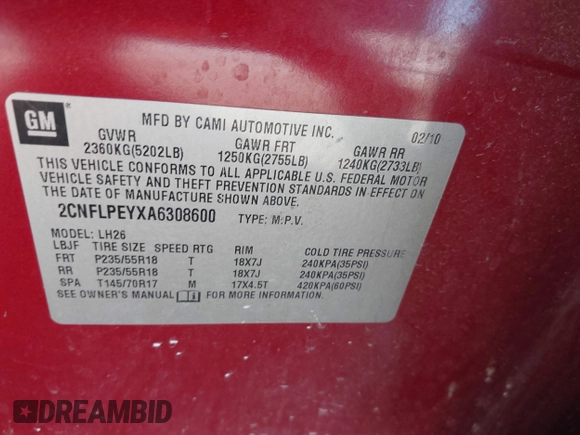 GM
MFD BY CAMI AUTOMOTIVE INC. 02/10
GVWR GAWR FRT GAWR RR
2360KG(5202LB) 1250KG(2755LB) 1240KG(2733LB)
THIS VEHICLE CONFORMS TO ALL APPLICABLE U.S. FEDERAL MOTOR
VEHICLE SAFETY AND THEFT PREVENTION STANDARDS IN EFFECT ON
THE DATE OF MANUFACTURE SHOWN ABOVE.
2CNFLPEYXA6308600 TYPE: M.P.V.
MODEL: LH26
LBJF TIRE SIZE SPEED RTG RIM COLD TIRE PRESSURE
FRT P235/55R18 T 18X7J 240KPA(35PSI)
RR P235/55R18 T 18X7J 240KPA(35PSI)
SPA T145/70R17 M 17X4.5T 420KPA(60PSI)
SEE OWNER'S MANUAL FOR MORE INFORMATION.
DREAMBID